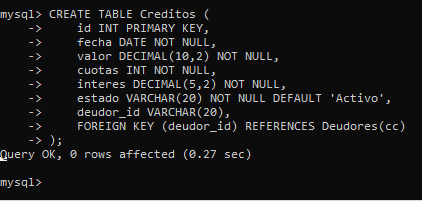 mysql> CREATE TABLE Creditos (
    ->     id INT PRIMARY KEY,
    ->     fecha DATE NOT NULL,
    ->     valor DECIMAL(10,2) NOT NULL,
    ->     cuotas INT NOT NULL,
    ->     interes DECIMAL(5,2) NOT NULL,
    ->     estado VARCHAR(20) NOT NULL DEFAULT 'Activo',
    ->     deudor_id VARCHAR(20),
    ->     FOREIGN KEY (deudor_id) REFERENCES Deudores(cc)
    -> );
Query OK, 0 rows affected (0.27 sec)
mysql>